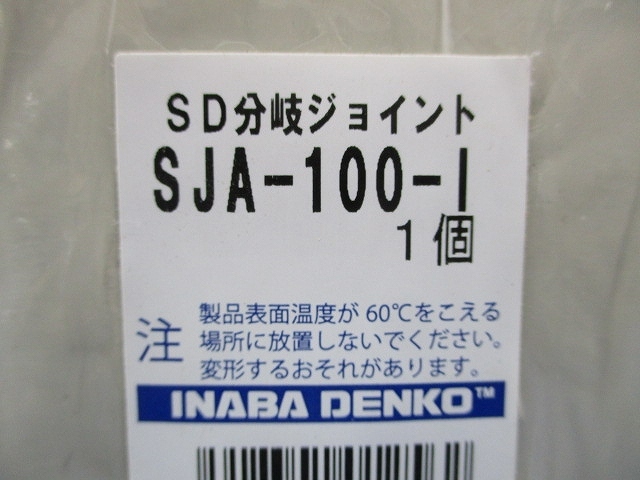 SD分岐ジョイント
SJA-100-I
1個
注
製品表面温度が60℃をこえる
場所に放置しないでください。
変形するおそれがあります。
INABA DENKO™